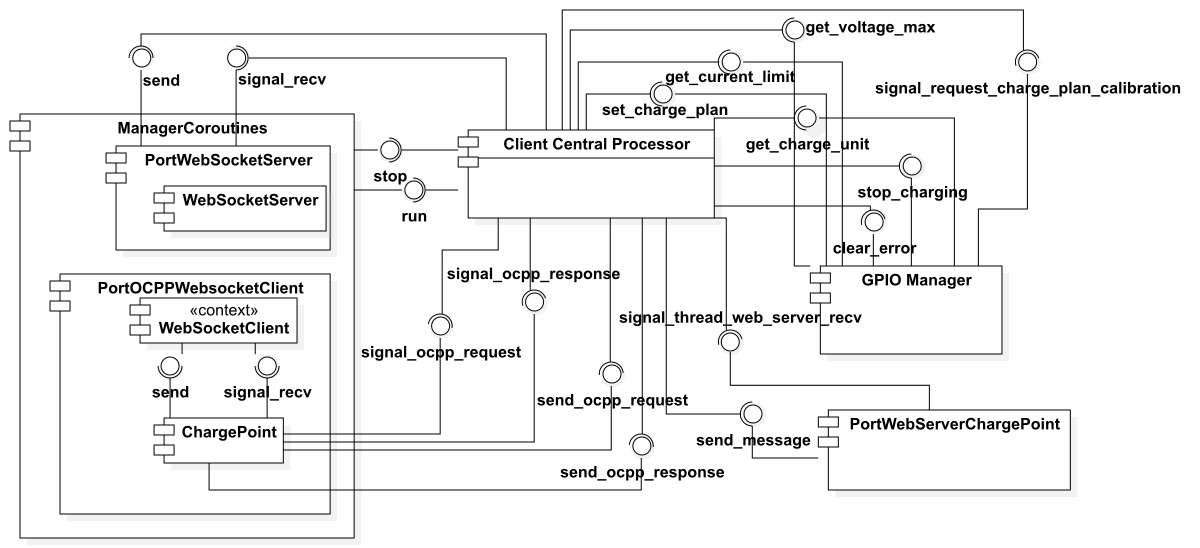 get_voltage_max
send
signal_recv
get_current_limit
signal_request_charge_plan_calibration
set_charge_plan
ManagerCoroutines
Client Central Processor
get_charge_unit
PortWebSocketServer
stop
stop_charging
WebSocketServer
run
clear_error
signal_ocpp_response
GPIO Manager
PortOCPPWebsocketClient
«context»
WebSocketClient
signal_thread_web_server_recv
signal_ocpp_request
send
signal_recv
send_ocpp_request
ChargePoint
PortWebServerChargePoint
send_message
send_ocpp_response